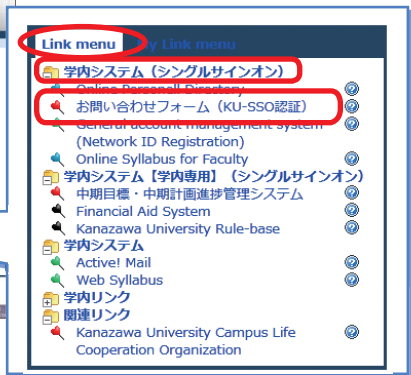 Link menu My Link menu
学内システム（シングルサインオン）
Online Personell Directory
お問い合わせフォーム（KU-SSO認証）
General account management system
(Network ID Registration)
Online Syllabus for Faculty
学内システム【学内専用】（シングルサインオン）
中期目標・中期計画進捗管理システム
Financial Aid System
Kanazawa University Rule-base
学内システム
Active! Mail
Web Syllabus
学内リンク
関連リンク
Kanazawa University Campus Life
Cooperation Organization